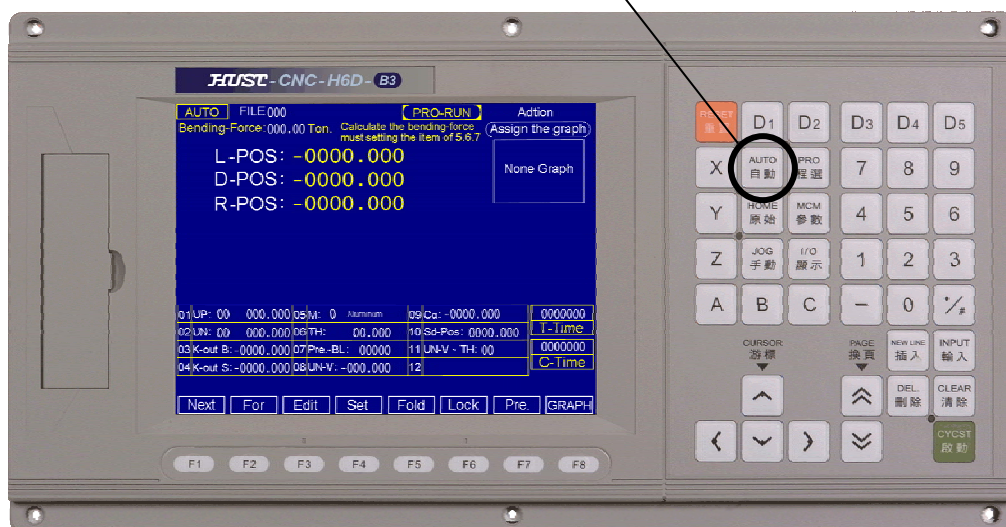 HUST-CNC-H6D-B3
AUTO FILE 000 PRO-RUN Adtion
Bending-Force:000.00 Ton. Calculate the bending-force (Assign the graph)
must setting the item of 5.6.7
L-POS: -0000.000
None Graph
D-POS: -0000.000
R-POS: -0000.000
01 UP: 00 000.000 05 M: 0 Aluminum 09 Ca: -0000.000 0000000
02 UN: 00 000.000 06 TH: 00.000 10 Sd-Pos: 0000.000 T-Time
03 K-out B: -0000.000 07 Pre.-BL: 00000 11 UN-V - TH: 00 0000000
04 K-out S: -0000.000 08 UN-V: -000.000 12 C-Time
Next For Edit Set Fold Lock Pre. GRAPH
F1 F2 F3 F4 F5 F6 F7 F8
RESET 重置 D1 D2 D3 D4 D5
X AUTO 自動 PRO 程選 7 8 9
Y HOME 原始 MCM 參數 4 5 6
Z JOG 手動 I/O 顯示 1 2 3
A B C — 0 ·/#
CURSOR 游標 PAGE 換頁 NEW LINE 插入 INPUT 輸入
DEL. 刪除 CLEAR 清除
CYCST 啟動